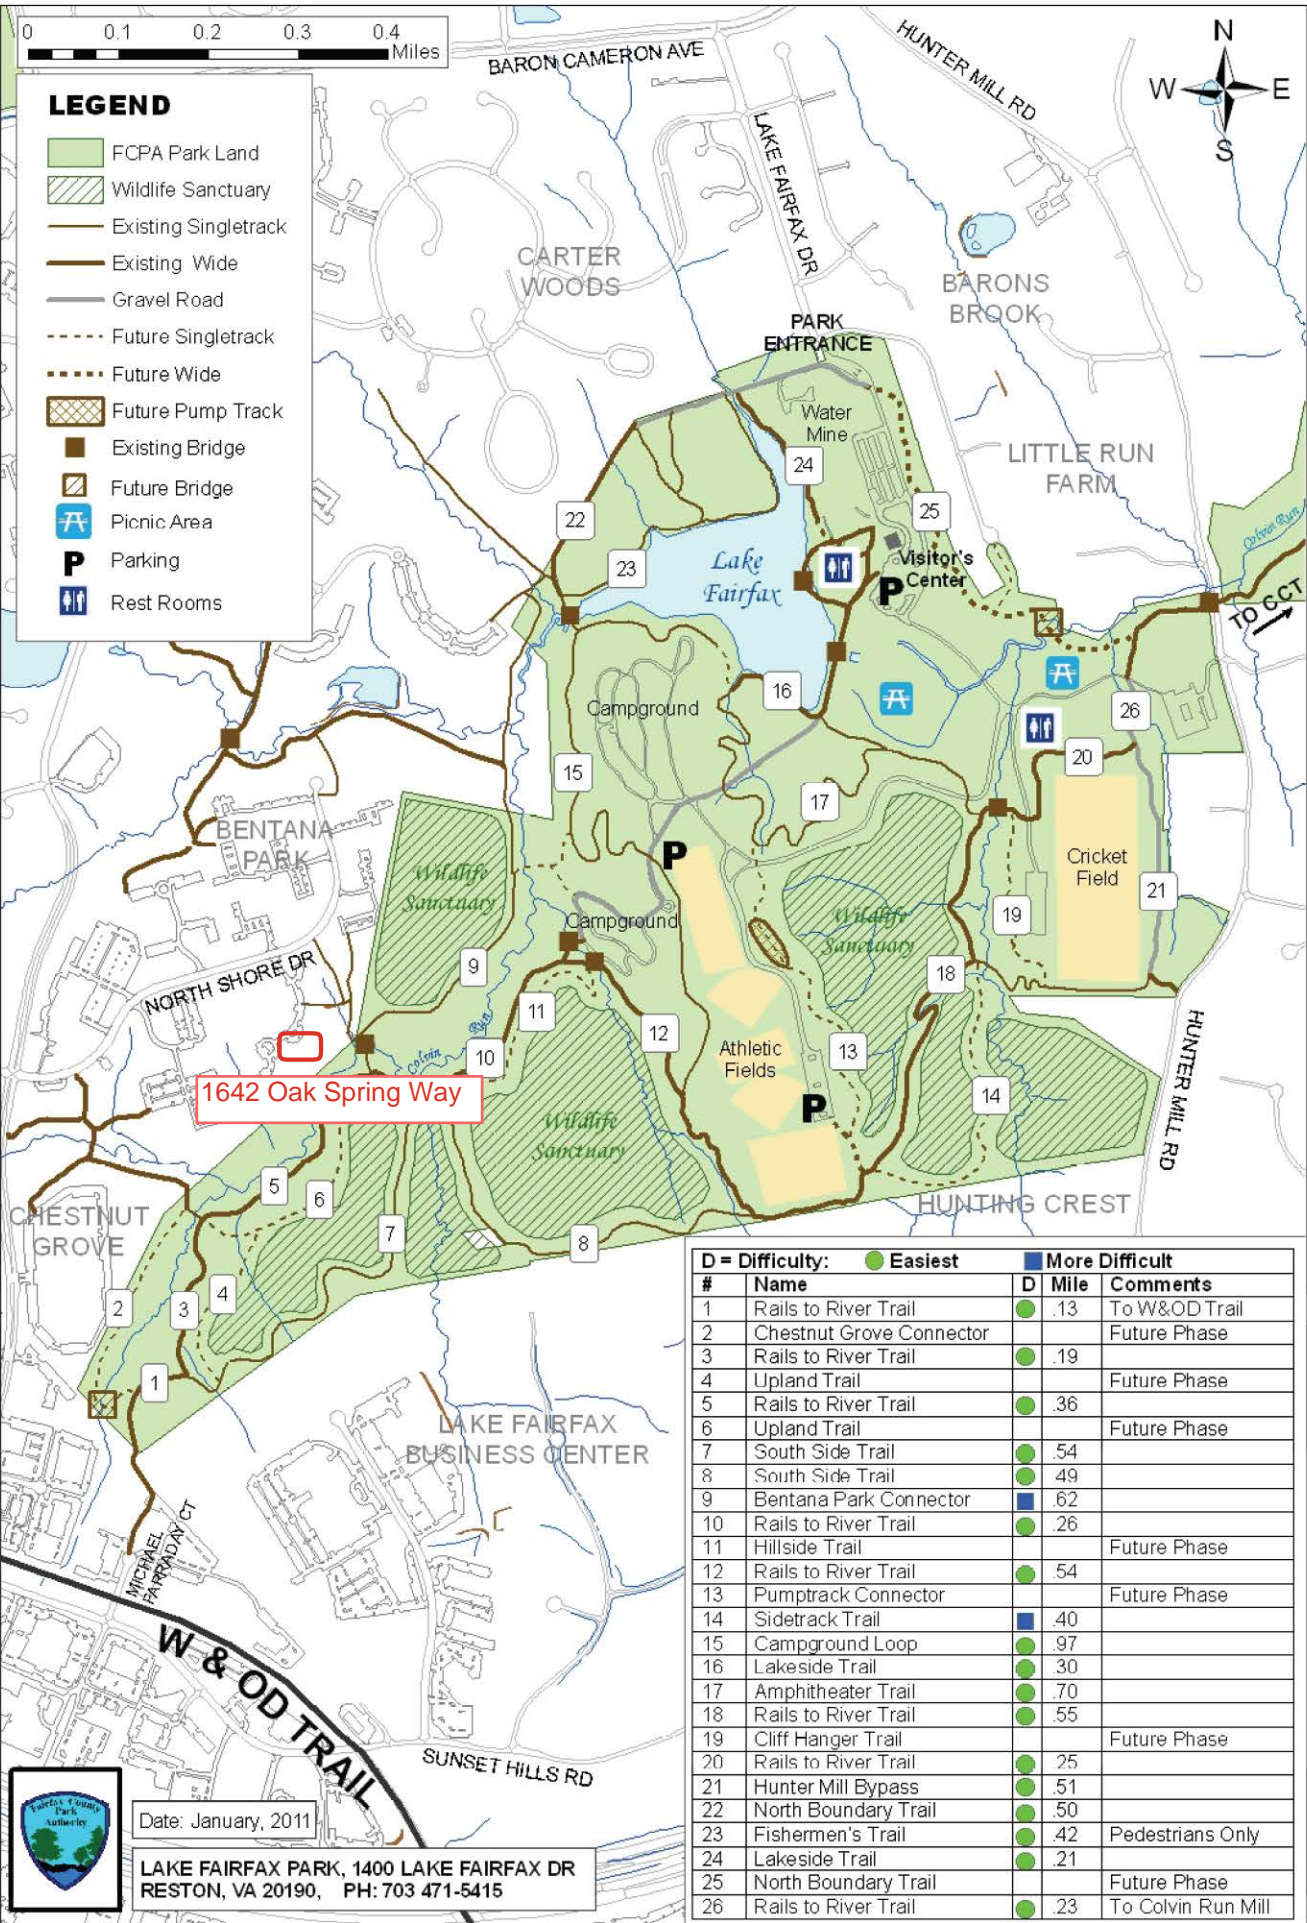 0 0.1 0.2 0.3 0.4
Miles
LEGEND
FCPA Park Land
Wildlife Sanctuary
Existing Singletrack
Existing Wide
Gravel Road
Future Singletrack
Future Wide
Future Pump Track
Existing Bridge
Future Bridge
Picnic Area
P Parking
Rest Rooms
BARON CAMERON AVE
HUNTER MILL RD
N
W E
S
LAKE FAIRFAX DR
CARTER
WOODS
BARONS
BROOK
PARK
ENTRANCE
Water
Mine
LITTLE RUN
FARM
24
22
25
23
Lake
Fairfax
Visitor's
Center
P
Colvin Run
TO CCT
16
Campground
26
15
20
17
BENTANA
PARK
P
Wildlife
Sanctuary
Cricket
Field
Campground
Wildlife
Sanctuary
19
21
9
18
NORTH SHORE DR
11
Colvin Run
12
10
Athletic
Fields
13
HUNTER MILL RD
1642 Oak Spring Way
14
P
Wildlife
Sanctuary
5
6
CHESTNUT
GROVE
7
8
HUNTING CREST
4
2
3
1
LAKE FAIRFAX
BUSINESS CENTER
MICHAEL
FARRADAY CT
W & OD TRAIL
SUNSET HILLS RD
D = Difficulty: Easiest More Difficult
# Name D Mile Comments
1 Rails to River Trail .13 To W&OD Trail
2 Chestnut Grove Connector Future Phase
3 Rails to River Trail .19
4 Upland Trail Future Phase
5 Rails to River Trail .36
6 Upland Trail Future Phase
7 South Side Trail .54
8 South Side Trail .49
9 Bentana Park Connector .62
10 Rails to River Trail .26
11 Hillside Trail Future Phase
12 Rails to River Trail .54
13 Pumptrack Connector Future Phase
14 Sidetrack Trail .40
15 Campground Loop .97
16 Lakeside Trail .30
17 Amphitheater Trail .70
18 Rails to River Trail .55
19 Cliff Hanger Trail Future Phase
20 Rails to River Trail .25
21 Hunter Mill Bypass .51
22 North Boundary Trail .50
23 Fishermen's Trail .42 Pedestrians Only
24 Lakeside Trail .21
25 North Boundary Trail Future Phase
26 Rails to River Trail .23 To Colvin Run Mill
Fairfax County
Park
Authority
Date: January, 2011
LAKE FAIRFAX PARK, 1400 LAKE FAIRFAX DR
RESTON, VA 20190, PH: 703 471-5415